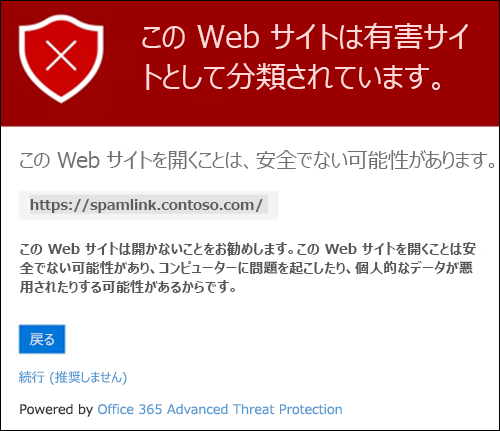 この Web サイトは有害サイ
トとして分類されています。
この Web サイトを開くことは、安全でない可能性があります。
https://spamlink.contoso.com/
この Web サイトは開かないことをお勧めします。この Web サイトを開くことは安
全でない可能性があり、コンピューターに問題を起こしたり、個人的なデータが悪
用されたりする可能性があるからです。
戻る
続行 (推奨しません)
Powered by Office 365 Advanced Threat Protection